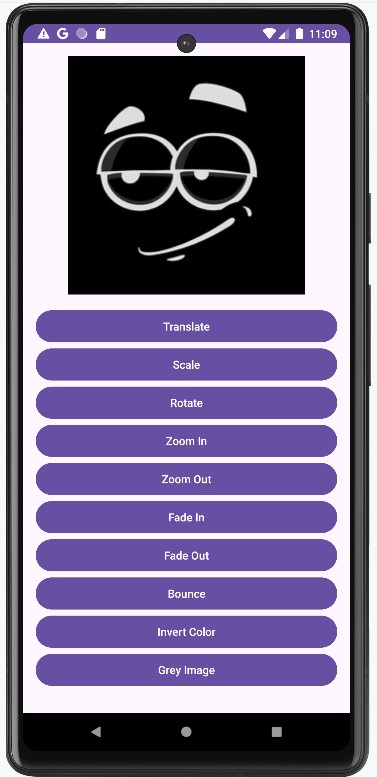 11:09
Translate
Scale
Rotate
Zoom In
Zoom Out
Fade In
Fade Out
Bounce
Invert Color
Grey Image